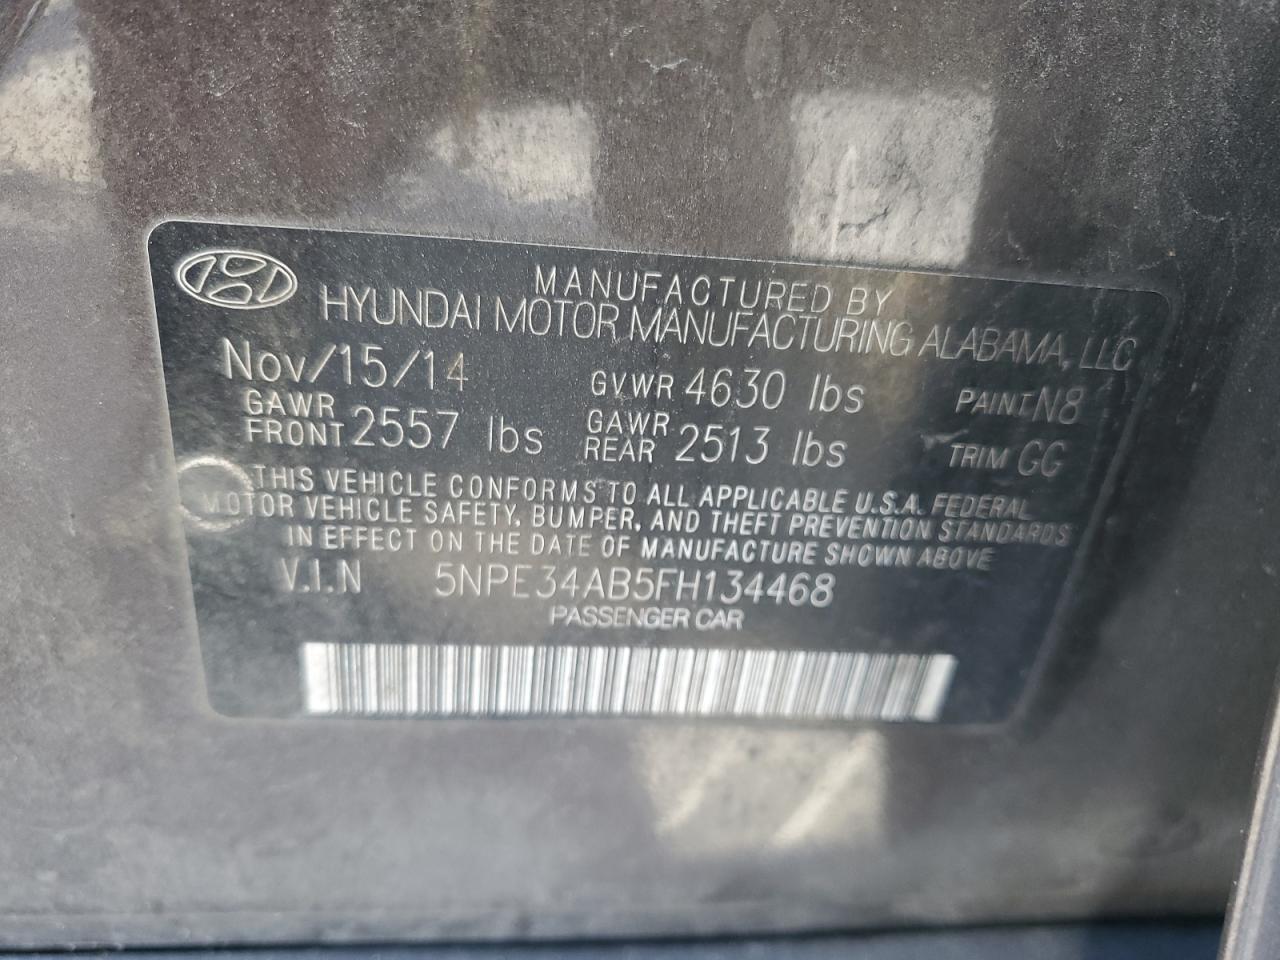 MANUFACTURED BY
HYUNDAI MOTOR MANUFACTURING ALABAMA, LLC
Nov/15/14 GVWR 4630 lbs PAINT N8
GAWR FRONT 2557 lbs GAWR REAR 2513 lbs TRIM GG
THIS VEHICLE CONFORMS TO ALL APPLICABLE U.S.A. FEDERAL
MOTOR VEHICLE SAFETY, BUMPER, AND THEFT PREVENTION STANDARDS
IN EFFECT ON THE DATE OF MANUFACTURE SHOWN ABOVE
V.I.N 5NPE34AB5FH134468
PASSENGER CAR